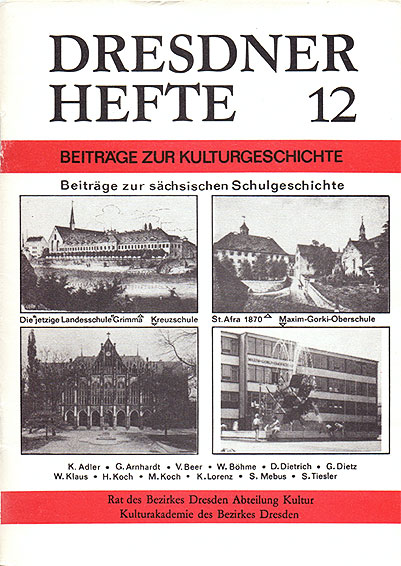 DRESDNER
HEFTE 12
BEITRÄGE ZUR KULTURGESCHICHTE
Beiträge zur sächsischen Schulgeschichte
Die jetzige Landesschule Grimma Kreuzschule
St. Afra 1870 Maxim-Gorki-Oberschule
K. Adler • G. Arnhardt • V. Beer • W. Böhme • D. Dietrich • G. Dietz
W. Klaus • H. Koch • M. Koch • K. Lorenz • S. Mebus • S. Tiesler
Rat des Bezirkes Dresden Abteilung Kultur
Kulturakademie des Bezirkes Dresden